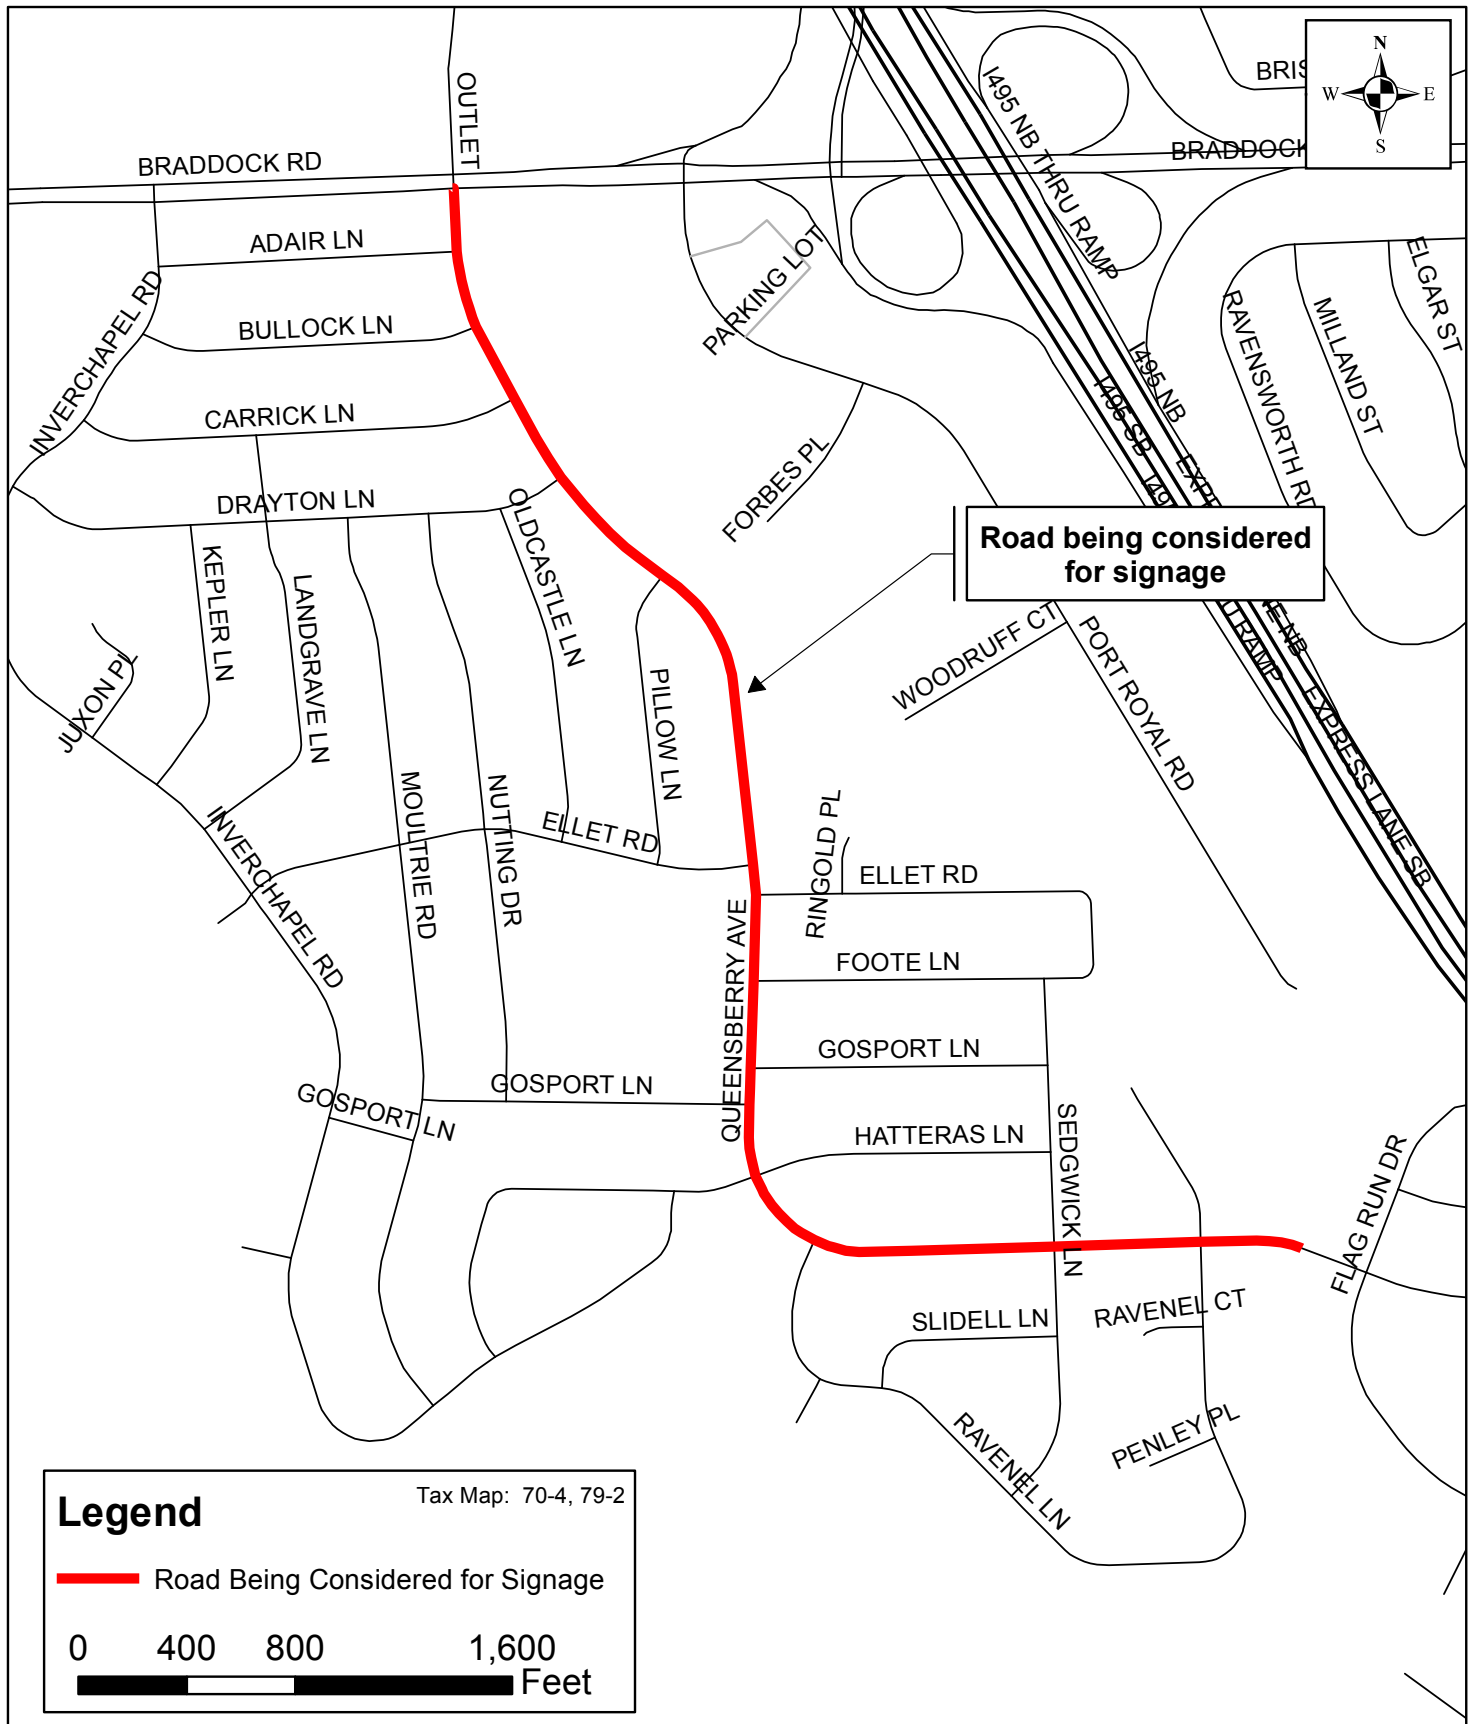 N
W E
S
OUTLET
BRADDOCK RD
BRADDOCK
I495 NB THRU RAMP
ADAIR LN
PARKING LOT
ELGAR ST
INVERCHAPEL RD
BULLOCK LN
RAVENSWORTH RD
MILLAND ST
I495 NB
I495 SB
CARRICK LN
FORBES PL
DRAYTON LN
OLDCASTLE LN
Road being considered
for signage
KEPLER LN
LANDGRAVE LN
WOODRUFF CT
PORT ROYAL RD
JUXON PL
PILLOW LN
EXPRESS LANE SB
MOULTRIE RD
NUTTING DR
INVERCHAPEL RD
ELLET RD
RINGOLD PL
ELLET RD
QUEENSBERRY AVE
FOOTE LN
GOSPORT LN
GOSPORT LN
GOSPORT LN
HATTERAS LN
SEDGWICK LN
FLAG RUN DR
SLIDELL LN
RAVENEL CT
RAVENEL LN
PENLEY PL
Legend
Tax Map: 70-4, 79-2
Road Being Considered for Signage
0 400 800 1,600
Feet